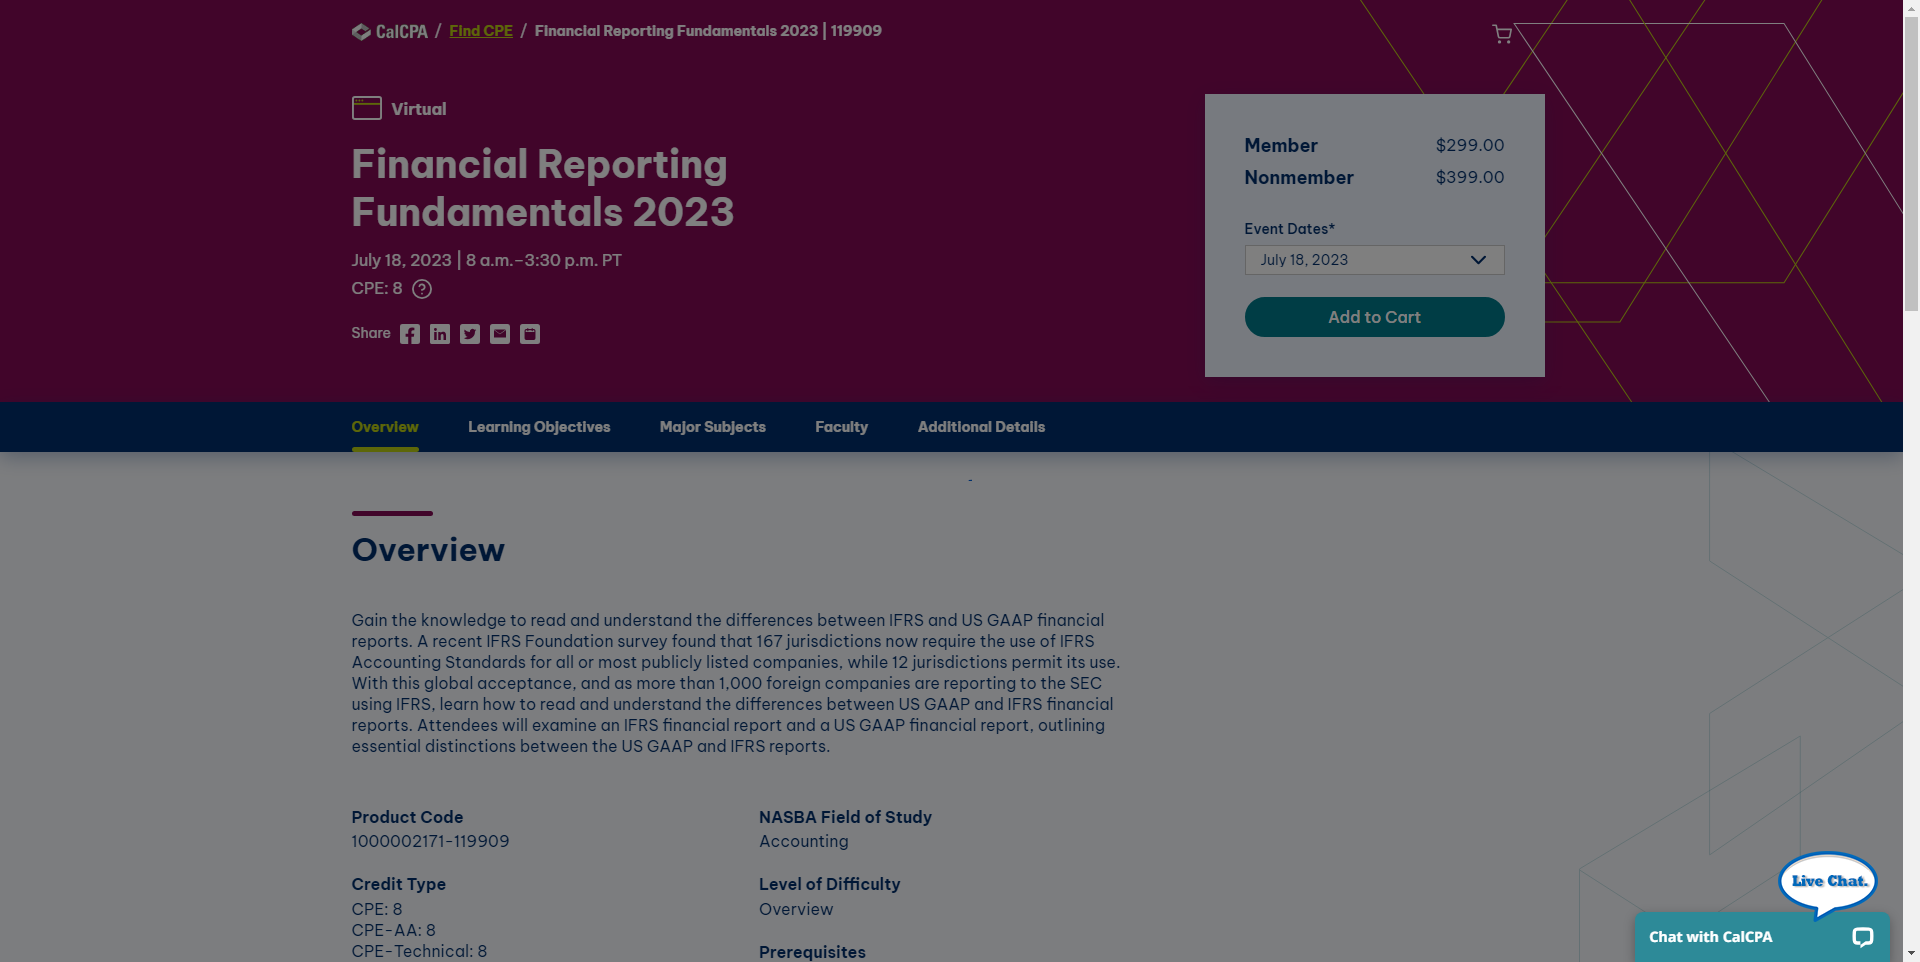 CalCPA / Find CPE / Financial Reporting Fundamentals 2023 | 119909
Virtual
Financial Reporting
Fundamentals 2023
July 18, 2023 | 8 a.m.–3:30 p.m. PT
CPE: 8 ?
Share
Member $299.00
Nonmember $399.00
Event Dates*
July 18, 2023
Add to Cart
Overview Learning Objectives Major Subjects Faculty Additional Details
Overview
Gain the knowledge to read and understand the differences between IFRS and US GAAP financial
reports. A recent IFRS Foundation survey found that 167 jurisdictions now require the use of IFRS
Accounting Standards for all or most publicly listed companies, while 12 jurisdictions permit its use.
With this global acceptance, and as more than 1,000 foreign companies are reporting to the SEC
using IFRS, learn how to read and understand the differences between US GAAP and IFRS financial
reports. Attendees will examine an IFRS financial report and a US GAAP financial report, outlining
essential distinctions between the US GAAP and IFRS reports.
Product Code
1000002171-119909
Credit Type
CPE: 8
CPE-AA: 8
CPE-Technical: 8
NASBA Field of Study
Accounting
Level of Difficulty
Overview
Prerequisites
Live Chat.
Chat with CalCPA